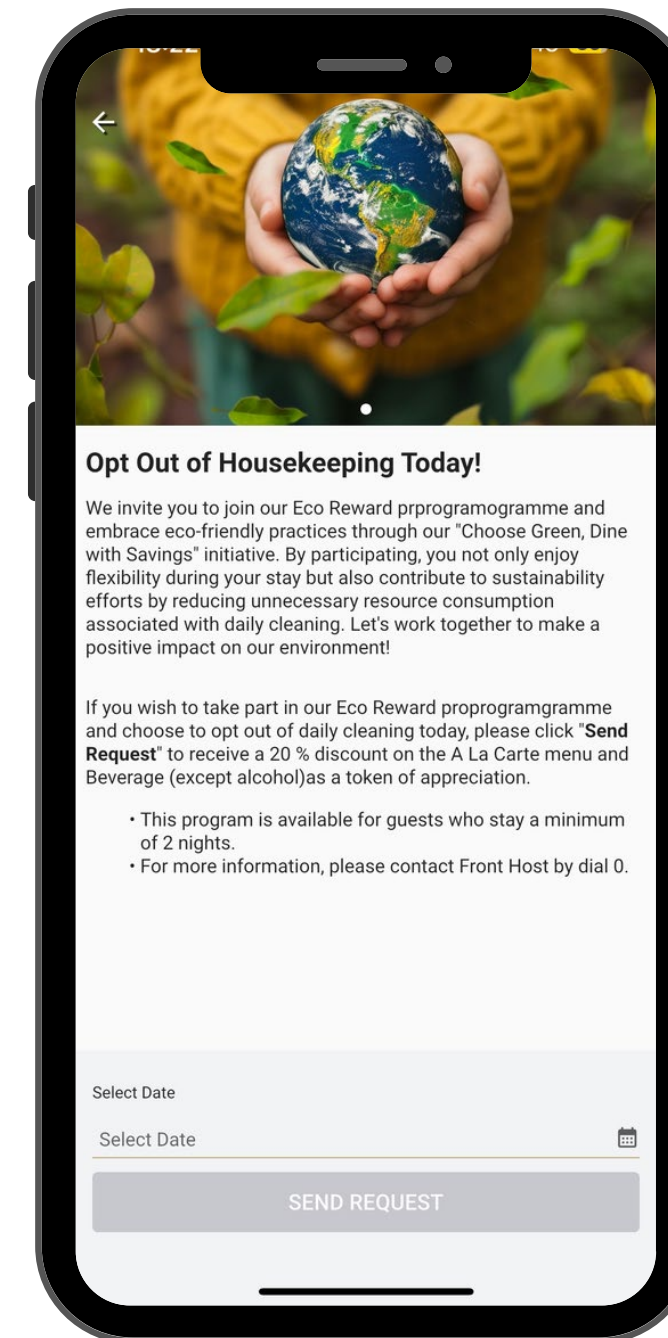 Opt Out of Housekeeping Today!
We invite you to join our Eco Reward prprogramogramme and
embrace eco-friendly practices through our "Choose Green, Dine
with Savings" initiative. By participating, you not only enjoy
flexibility during your stay but also contribute to sustainability
efforts by reducing unnecessary resource consumption
associated with daily cleaning. Let's work together to make a
positive impact on our environment!
If you wish to take part in our Eco Reward proprogramgramme
and choose to opt out of daily cleaning today, please click "Send
Request" to receive a 20 % discount on the A La Carte menu and
Beverage (except alcohol)as a token of appreciation.
• This program is available for guests who stay a minimum
of 2 nights.
• For more information, please contact Front Host by dial 0.
Select Date
Select Date
SEND REQUEST